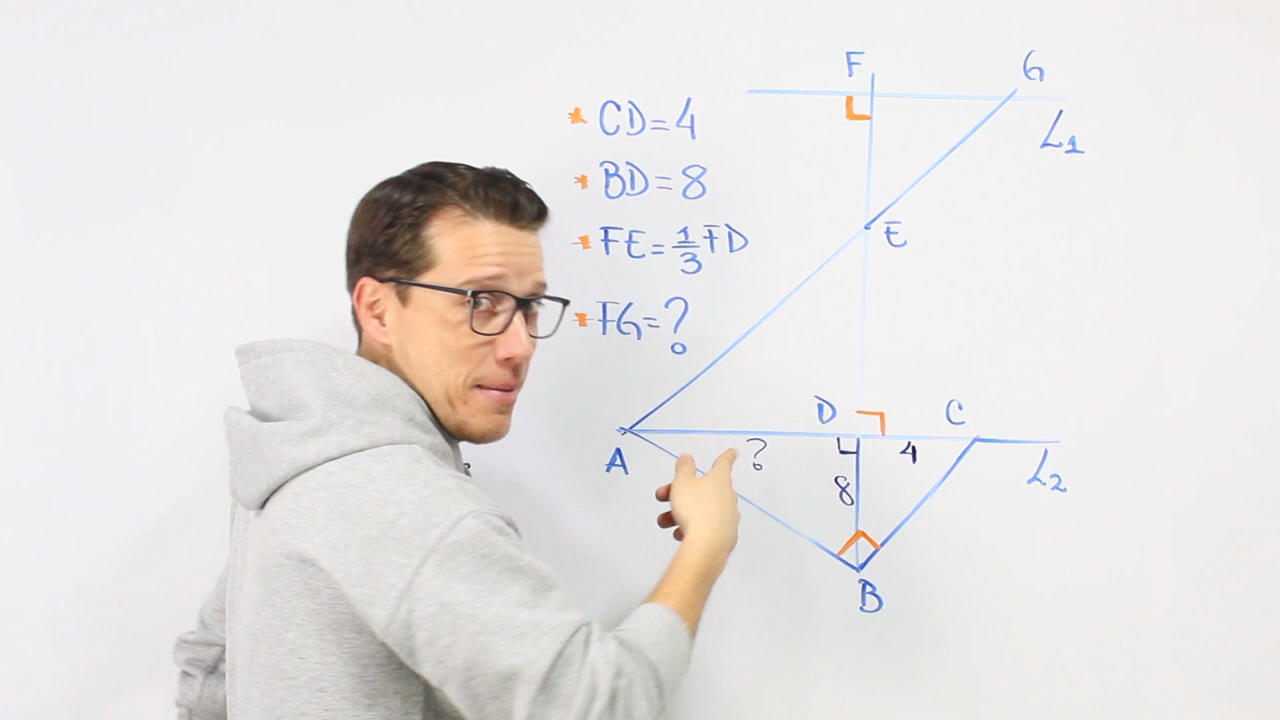 * CD = 4
* BD = 8
* FE = 1/3 FD
* FG = ?
F
G
L1
E
D
C
A
?
4
8
L2
B